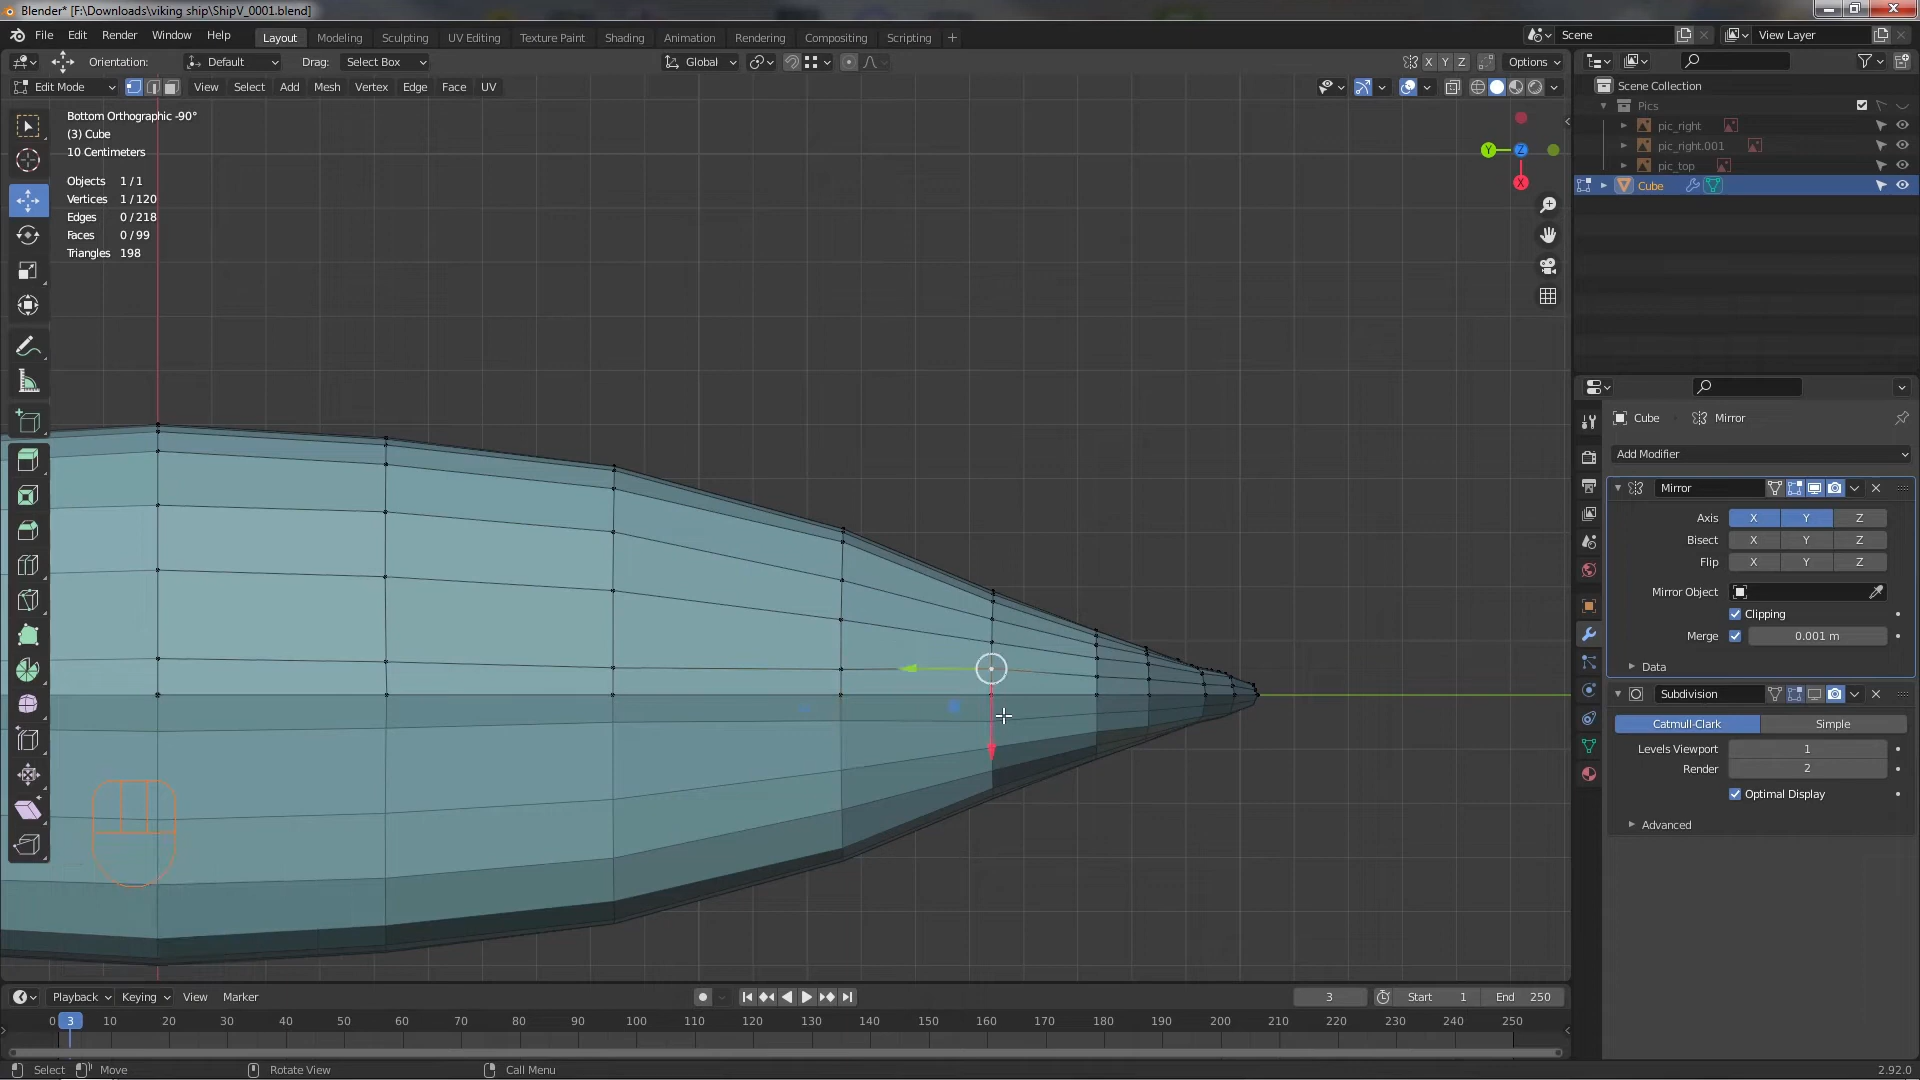 Blender* [F:\Downloads\viking ship\ShipV_0001.blend]
File Edit Render Window Help Layout Modeling Sculpting UV Editing Texture Paint Shading Animation Rendering Compositing Scripting + Scene View Layer
Orientation: Default Drag: Select Box Global X Y Z Options
Edit Mode View Select Add Mesh Vertex Edge Face UV
Scene Collection
Pics
pic_right
pic_right.001
pic_top
Cube
Bottom Orthographic -90°
(3) Cube
10 Centimeters
Objects 1/1
Vertices 1/120
Edges 0/218
Faces 0/99
Triangles 198
Y Z
X
Cube Mirror
Add Modifier
Mirror
Axis X Y Z
Bisect X Y Z
Flip X Y Z
Mirror Object
Clipping
Merge 0.001 m
Data
Subdivision
Catmull-Clark Simple
Levels Viewport 1
Render 2
Optimal Display
Advanced
Playback Keying View Marker 3 Start 1 End 250
0 3 10 20 30 40 50 60 70 80 90 100 110 120 130 140 150 160 170 180 190 200 210 220 230 240 250
Select Move Rotate View Call Menu 2.92.0